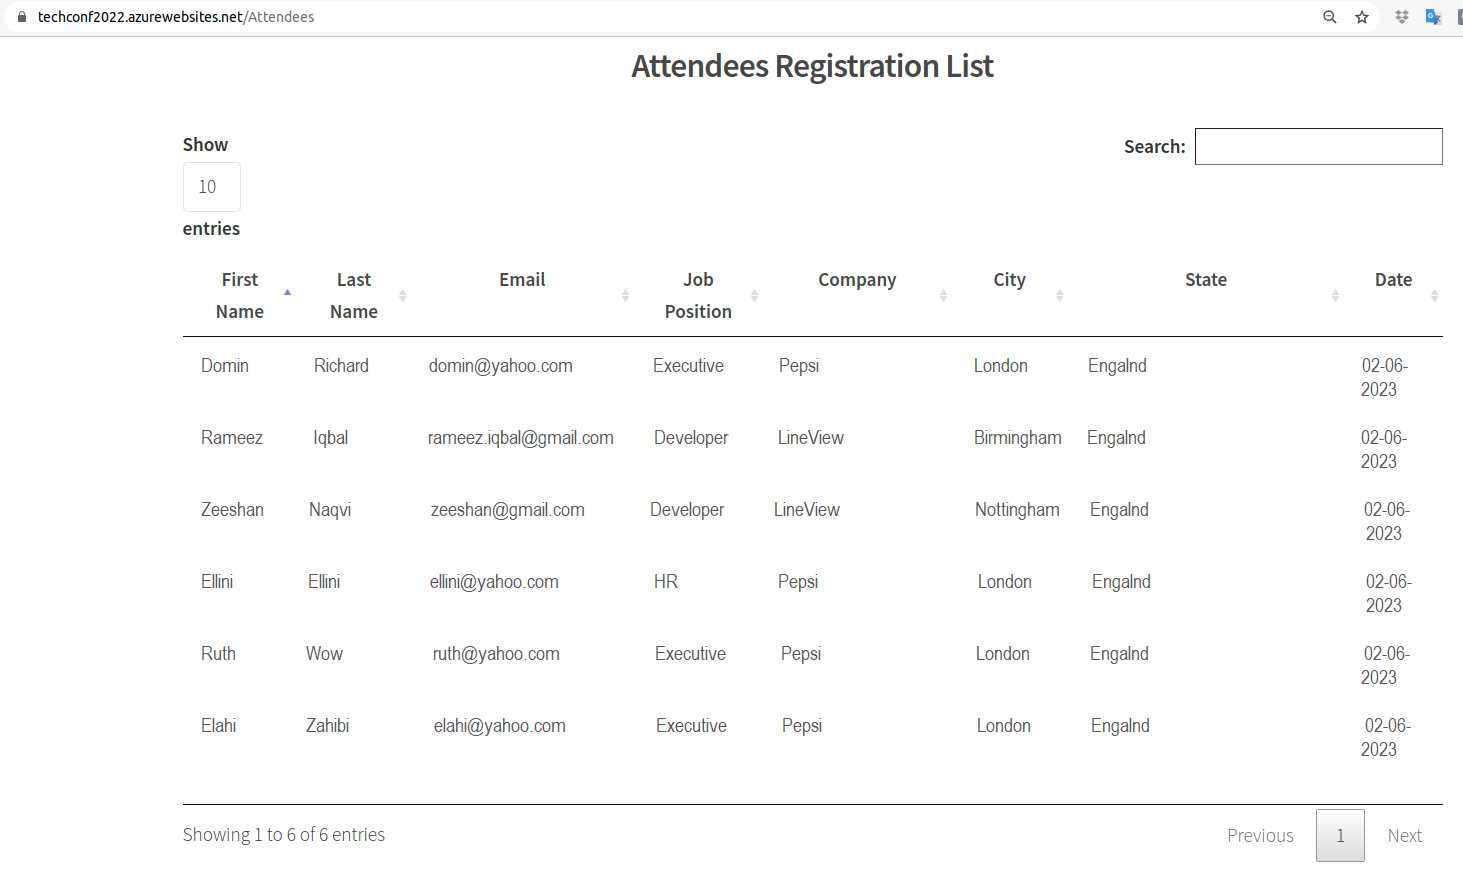 techconf2022.azurewebsites.net/Attendees
Attendees Registration List
Show
10
entries
Search:
First Name Last Name Email Job Position Company City State Date
Domin Richard domin@yahoo.com Executive Pepsi London Engalnd 02-06-2023
Rameez Iqbal rameez.iqbal@gmail.com Developer LineView Birmingham Engalnd 02-06-2023
Zeeshan Naqvi zeeshan@gmail.com Developer LineView Nottingham Engalnd 02-06-2023
Ellini Ellini ellini@yahoo.com HR Pepsi London Engalnd 02-06-2023
Ruth Wow ruth@yahoo.com Executive Pepsi London Engalnd 02-06-2023
Elahi Zahibi elahi@yahoo.com Executive Pepsi London Engalnd 02-06-2023
Showing 1 to 6 of 6 entries
Previous 1 Next